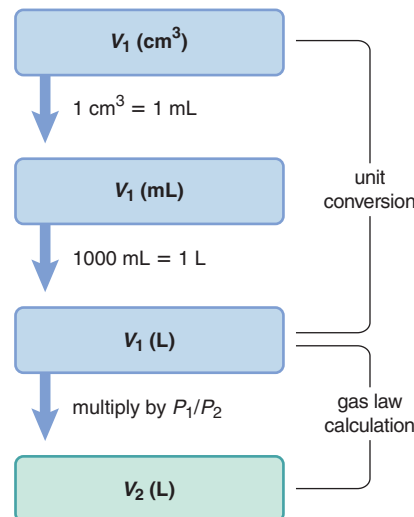 V₁ (cm³)
1 cm³ = 1 mL
V₁ (mL)
unit
conversion
1000 mL = 1 L
V₁ (L)
multiply by P₁/P₂
gas law
calculation
V₂ (L)